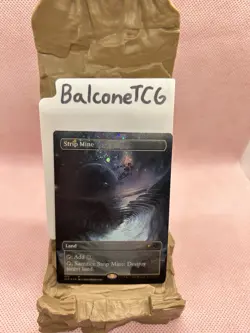 BalconeTCG
Strip Mine
Land
: Add
, Sacrifice Strip Mine: Destroy
target land.